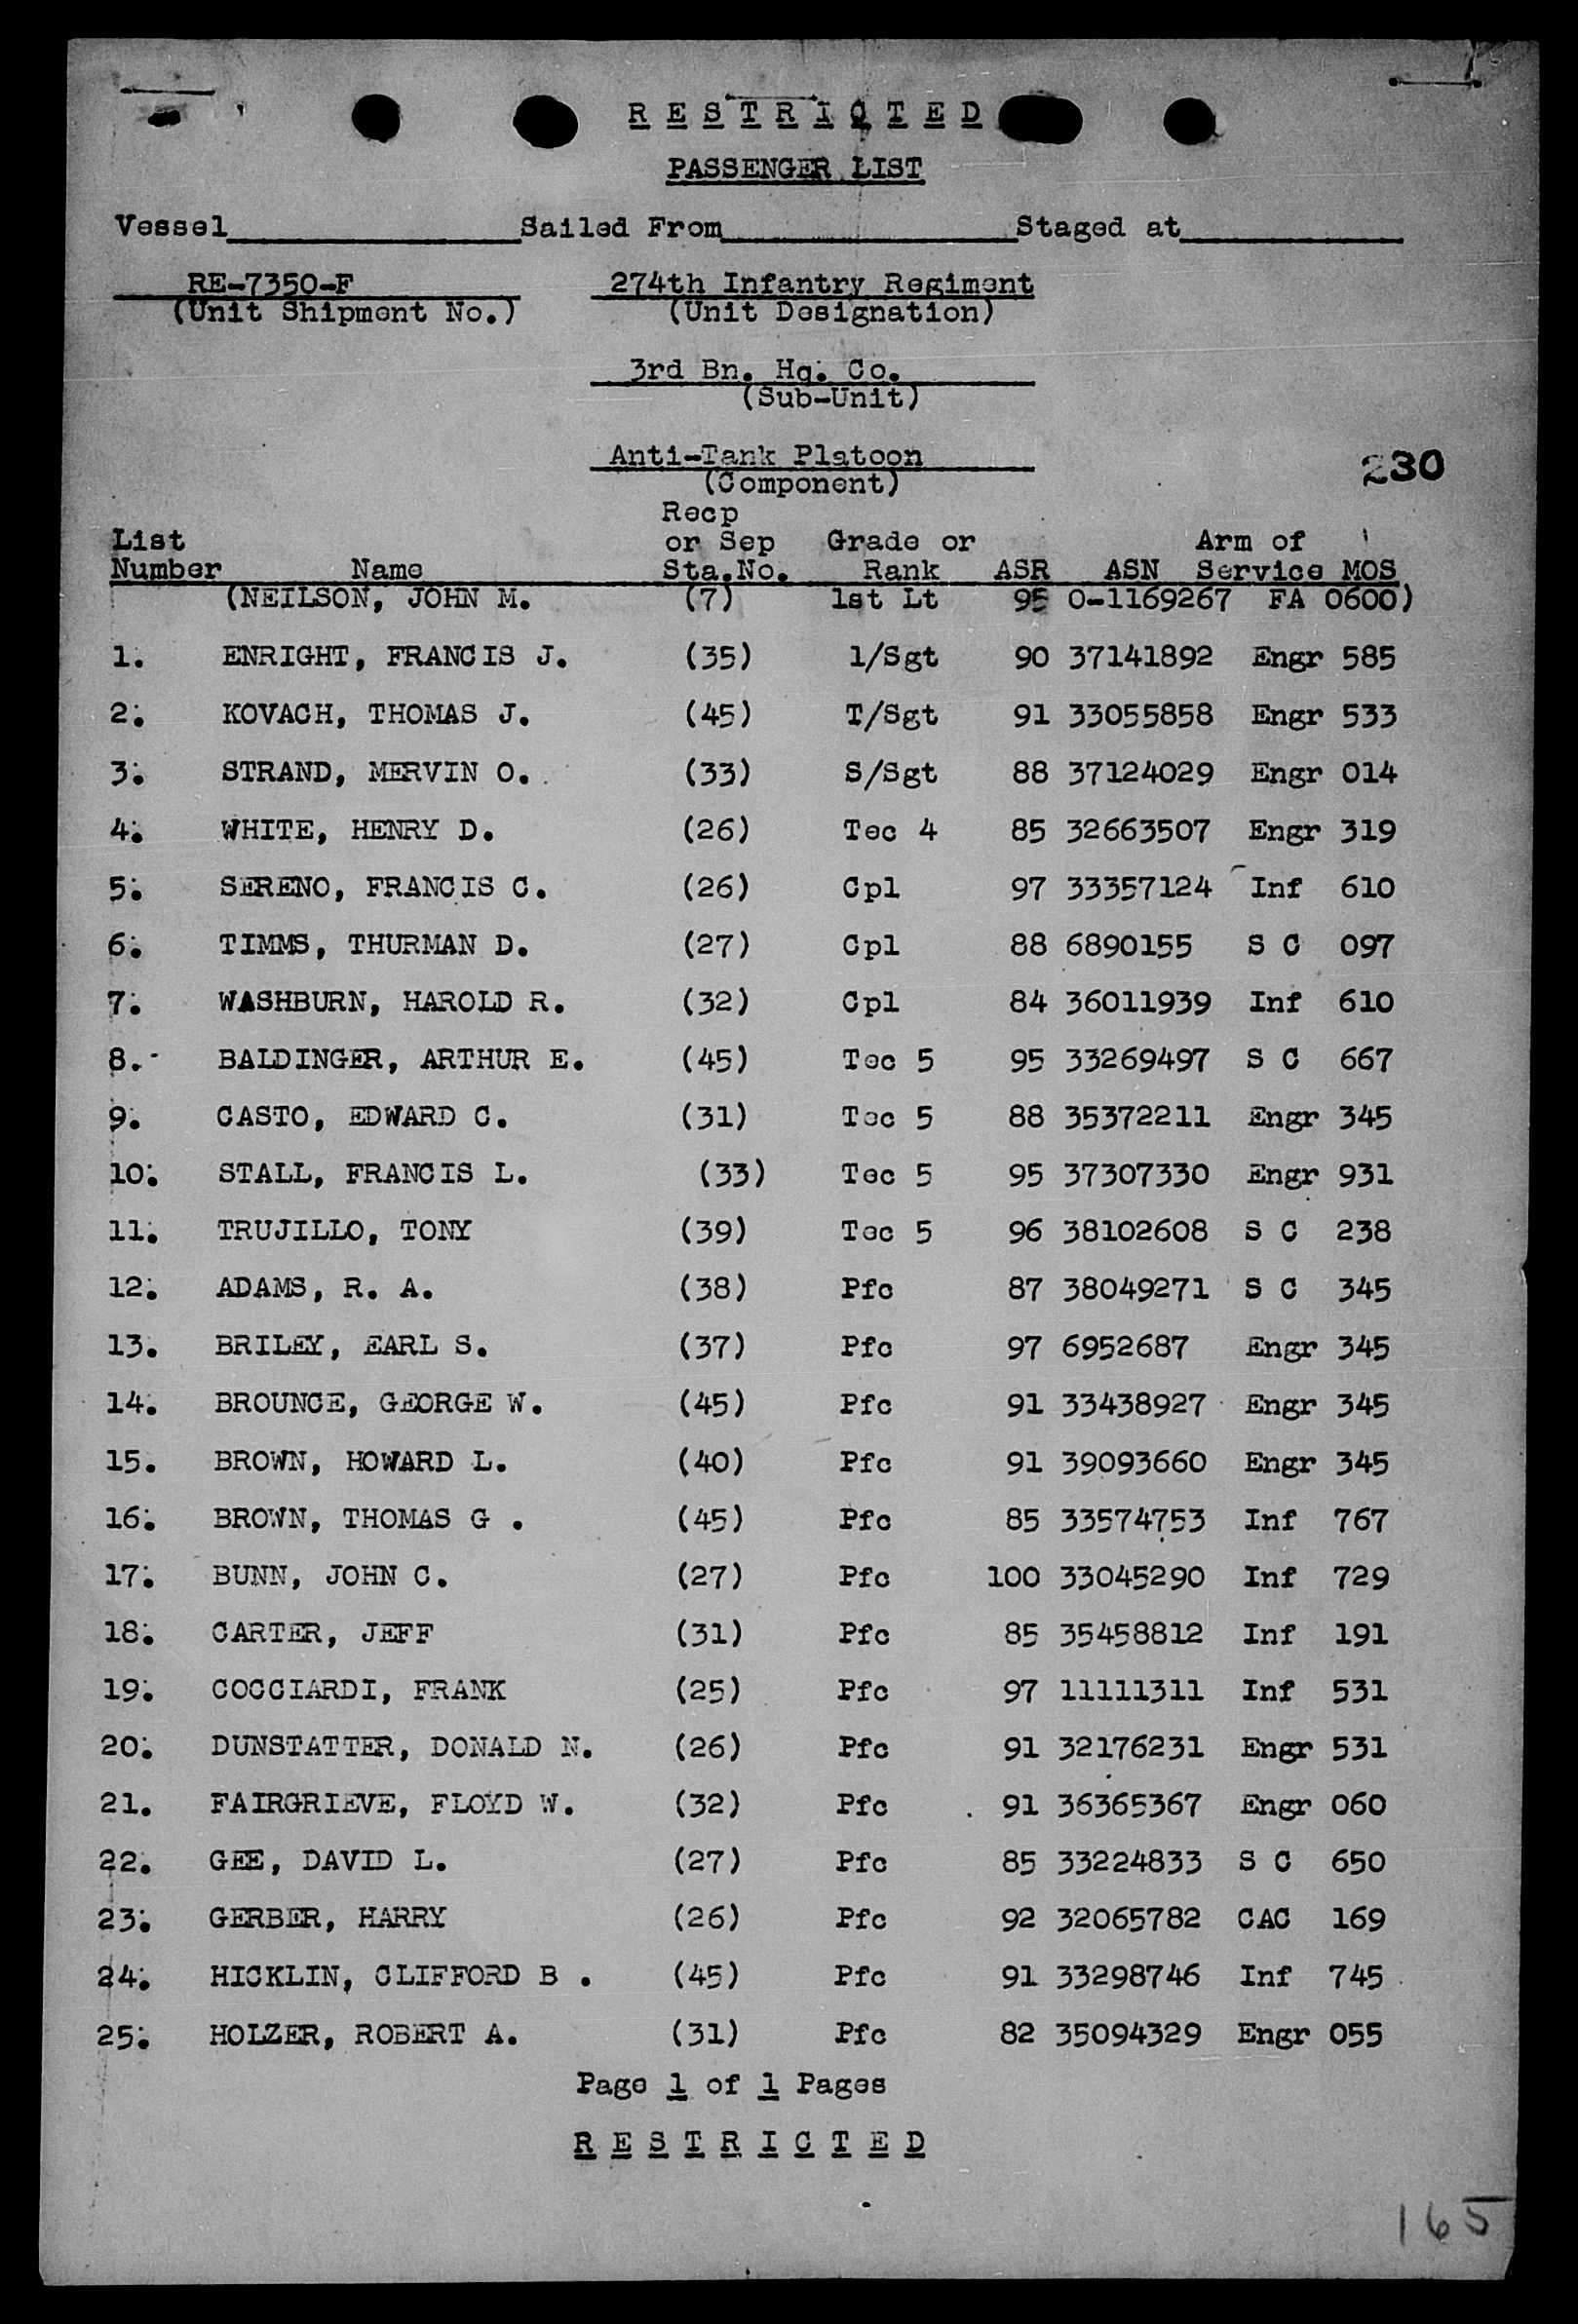 RESTRICTED
PASSENGER LIST
Vessel Sailed From Staged at
RE-7350-F 274th Infantry Regiment
(Unit Shipment No.) (Unit Designation)
3rd Bn. Hq. Co.
(Sub-Unit)
Anti-Tank Platoon
(Component)
230
Recp
List or Sep Grade or Arm of
Number Name Sta.No. Rank ASR ASN Service MOS
(NEILSON, JOHN M. (7) 1st Lt 95 O-1169267 FA 0600)
1. ENRIGHT, FRANCIS J. (35) 1/Sgt 90 37141892 Engr 585
2. KOVACH, THOMAS J. (45) T/Sgt 91 33055858 Engr 533
3. STRAND, MERVIN O. (33) S/Sgt 88 37124029 Engr 014
4. WHITE, HENRY D. (26) Tec 4 85 32663507 Engr 319
5. SERENO, FRANCIS C. (26) Cpl 97 33357124 Inf 610
6. TIMMS, THURMAN D. (27) Cpl 88 6890155 S C 097
7. WASHBURN, HAROLD R. (32) Cpl 84 36011939 Inf 610
8. BALDINGER, ARTHUR E. (45) Tec 5 95 33269497 S C 667
9. CASTO, EDWARD C. (31) Tec 5 88 35372211 Engr 345
10. STALL, FRANCIS L. (33) Tec 5 95 37307330 Engr 931
11. TRUJILLO, TONY (39) Tec 5 96 38102608 S C 238
12. ADAMS, R. A. (38) Pfc 87 38049271 S C 345
13. BRILEY, EARL S. (37) Pfc 97 6952687 Engr 345
14. BROUNCE, GEORGE W. (45) Pfc 91 33438927 Engr 345
15. BROWN, HOWARD L. (40) Pfc 91 39093660 Engr 345
16. BROWN, THOMAS G . (45) Pfc 85 33574753 Inf 767
17. BUNN, JOHN C. (27) Pfc 100 33045290 Inf 729
18. CARTER, JEFF (31) Pfc 85 35458812 Inf 191
19. COCCIARDI, FRANK (25) Pfc 97 11111311 Inf 531
20. DUNSTATTER, DONALD N. (26) Pfc 91 32176231 Engr 531
21. FAIRGRIEVE, FLOYD W. (32) Pfc 91 36365367 Engr 060
22. GEE, DAVID L. (27) Pfc 85 33224833 S C 650
23. GERBER, HARRY (26) Pfc 92 32065782 CAC 169
24. HICKLIN, CLIFFORD B . (45) Pfc 91 33298746 Inf 745
25. HOLZER, ROBERT A. (31) Pfc 82 35094329 Engr 055
Page 1 of 1 Pages
RESTRICTED
165